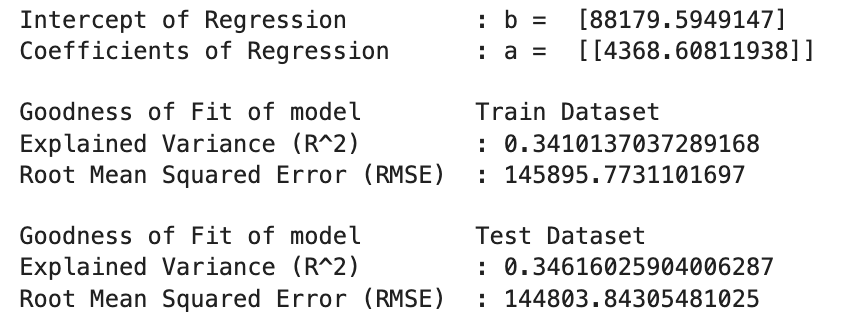 Intercept of Regression : b = [88179.5949147]
Coefficients of Regression : a = [[4368.60811938]]
Goodness of Fit of model Train Dataset
Explained Variance (R^2) : 0.3410137037289168
Root Mean Squared Error (RMSE) : 145895.7731101697
Goodness of Fit of model Test Dataset
Explained Variance (R^2) : 0.34616025904006287
Root Mean Squared Error (RMSE) : 144803.84305481025